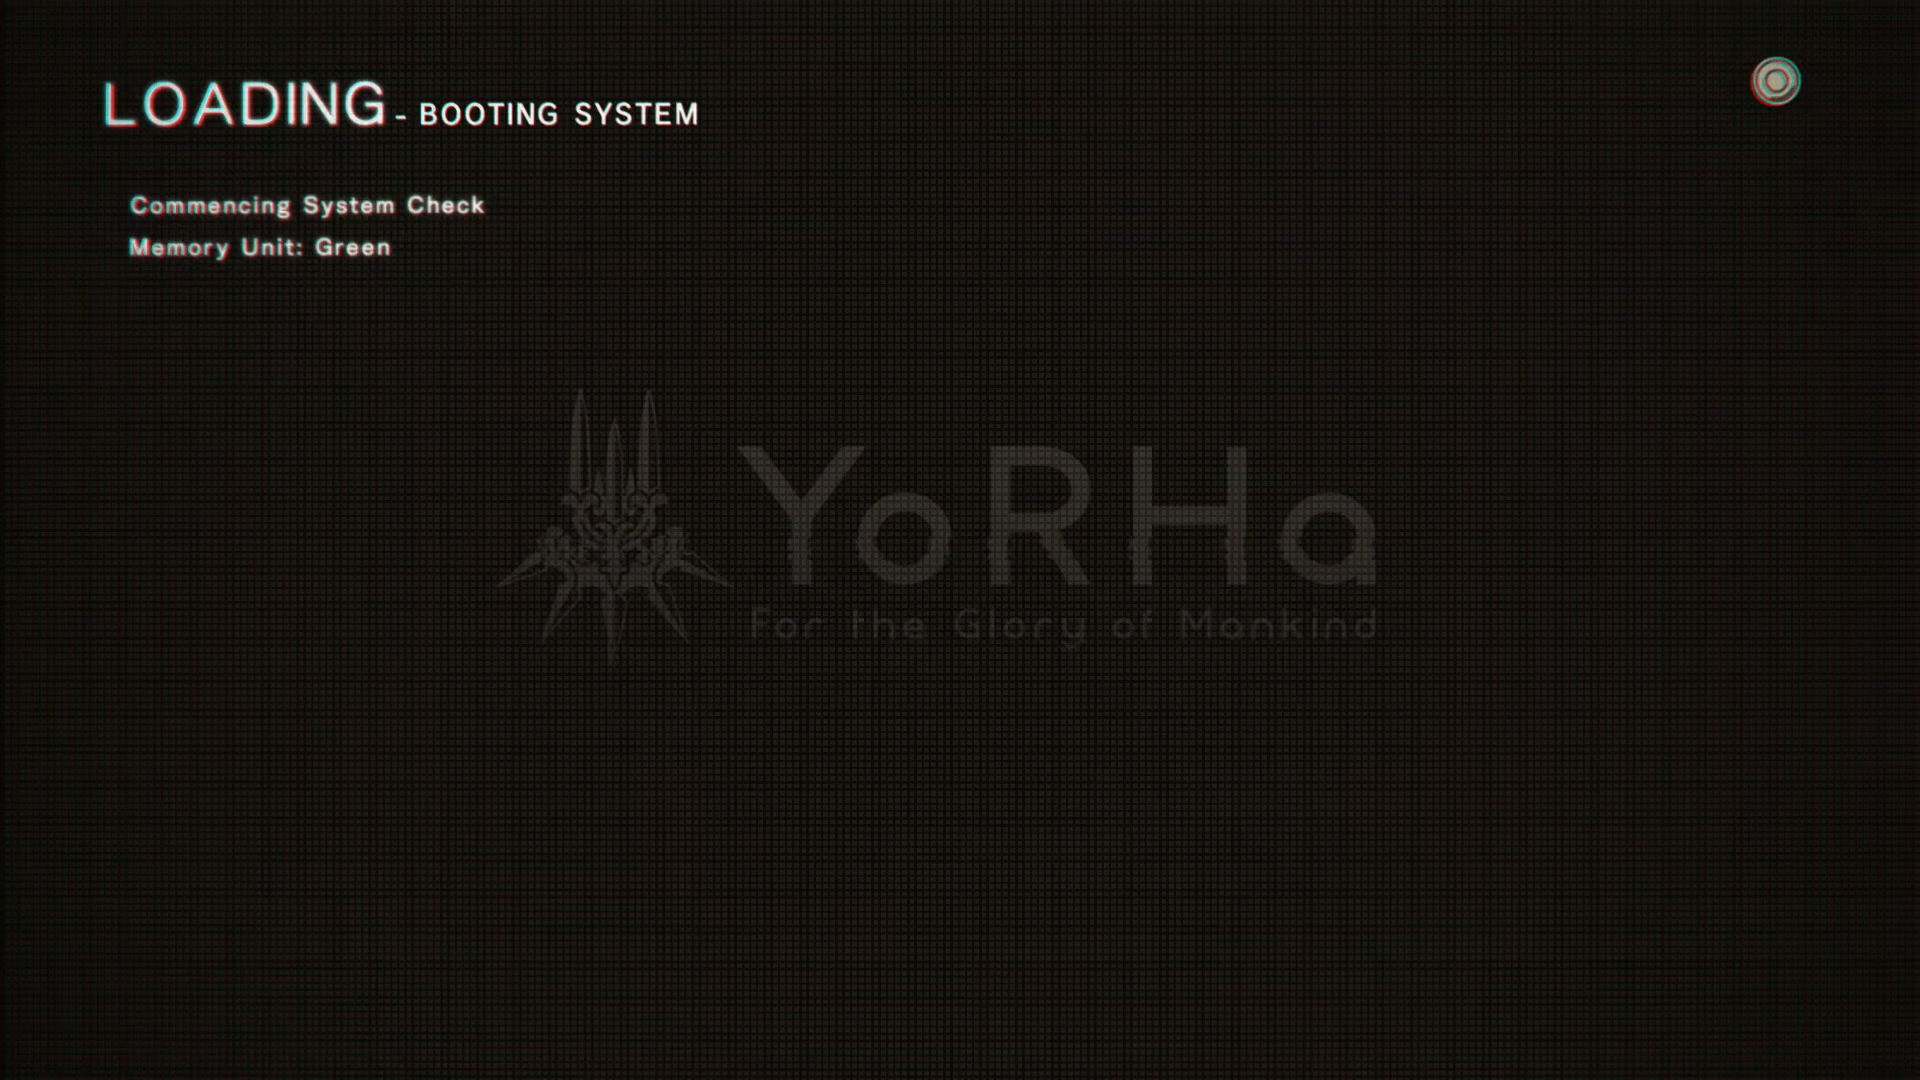 LOADING - BOOTING SYSTEM
Commencing System Check
Memory Unit: Green
YoRHa
For the Glory of Mankind